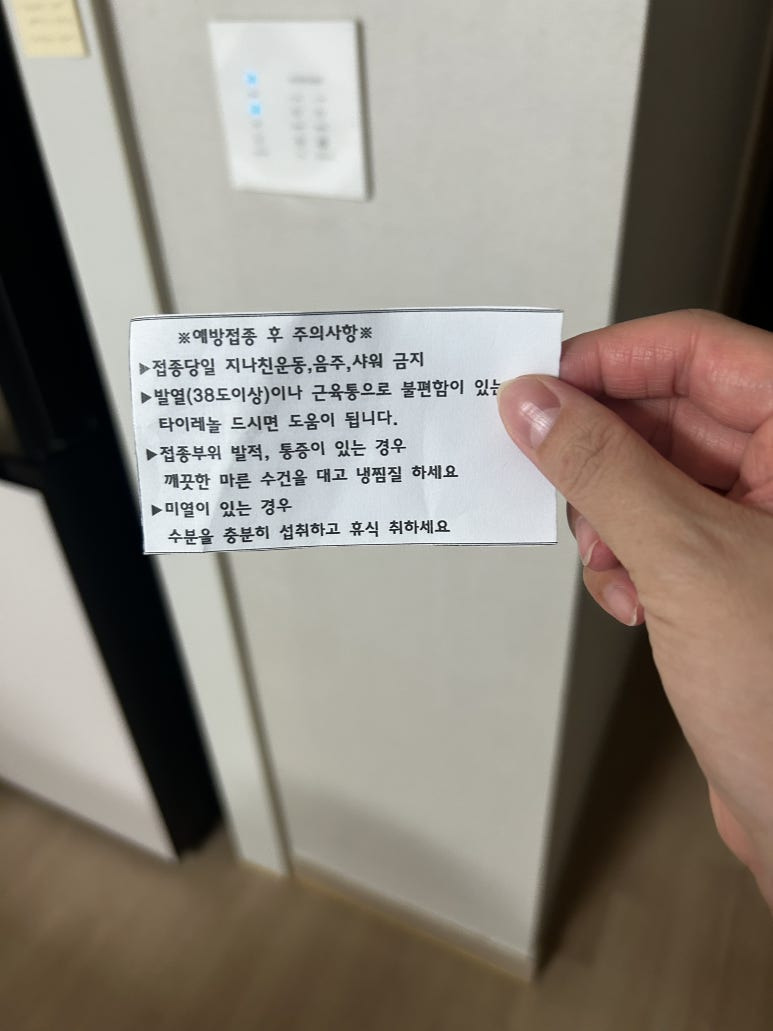 ※예방접종 후 주의사항※
▶접종당일 지나친운동,음주,샤워 금지
▶발열(38도이상)이나 근육통으로 불편함이 있는
타이레놀 드시면 도움이 됩니다.
▶접종부위 발적, 통증이 있는 경우
깨끗한 마른 수건을 대고 냉찜질 하세요
▶미열이 있는 경우
수분을 충분히 섭취하고 휴식 취하세요